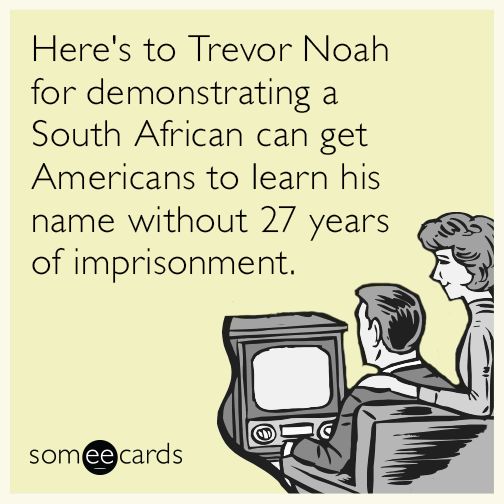 Here's to Trevor Noah
for demonstrating a
South African can get
Americans to learn his
name without 27 years
of imprisonment.
someecards